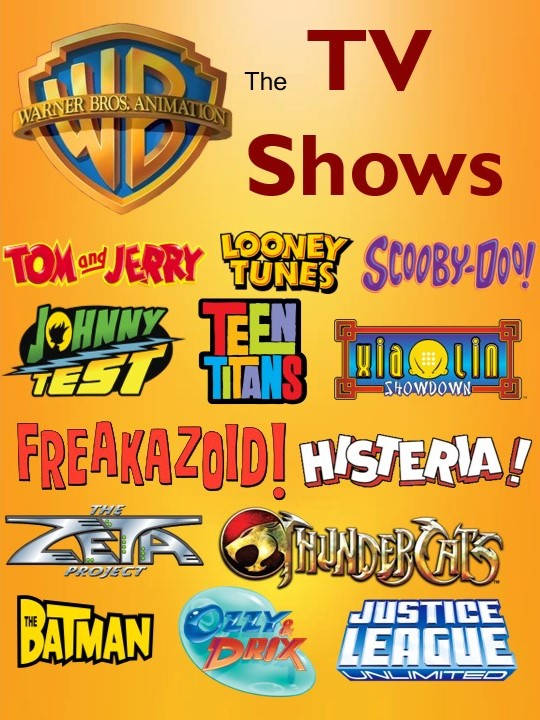 WB
WARNER BROS. ANIMATION
The TV
Shows
TOM and JERRY
LOONEY
TUNES
SCOOBY-DOO!
JOHNNY
TEST
TEEN
TITANS
XiAOLiN
SHOWDOWN
FREAKAZOID!
HISTERIA!
THE
ZETA
PROJECT
THUNDERCATS
THE
BATMAN
OZZY &
DRIX
JUSTICE
LEAGUE
UNLIMITED